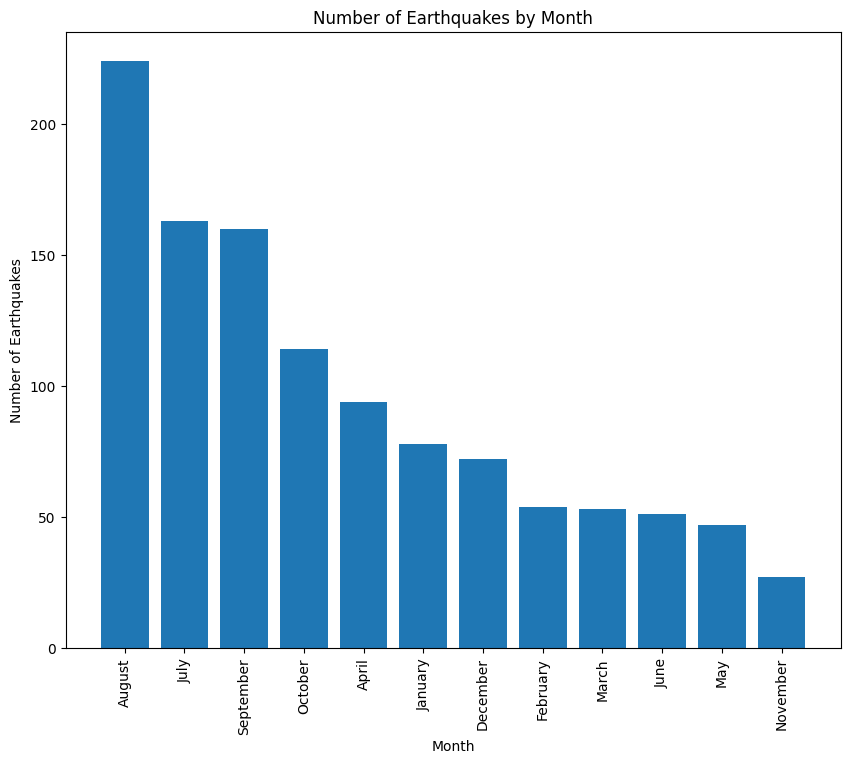 Number of Earthquakes by Month
Number of Earthquakes
200
150
100
50
0
August
July
September
October
April
January
December
February
March
June
May
November
Month